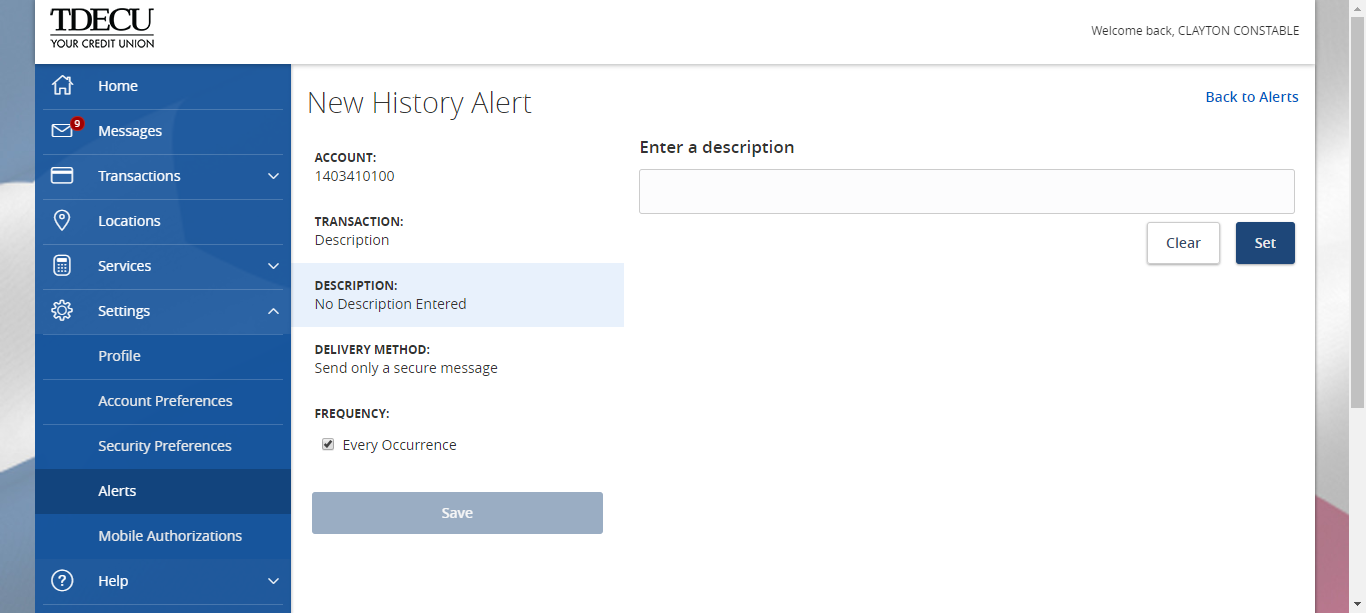 TDECU
YOUR CREDIT UNION
Welcome back, CLAYTON CONSTABLE
Home
9
Messages
Transactions
Locations
Services
Settings
Profile
Account Preferences
Security Preferences
Alerts
Mobile Authorizations
Help
New History Alert
Back to Alerts
ACCOUNT:
1403410100
TRANSACTION:
Description
DESCRIPTION:
No Description Entered
DELIVERY METHOD:
Send only a secure message
FREQUENCY:
Every Occurrence
Save
Enter a description
Clear
Set